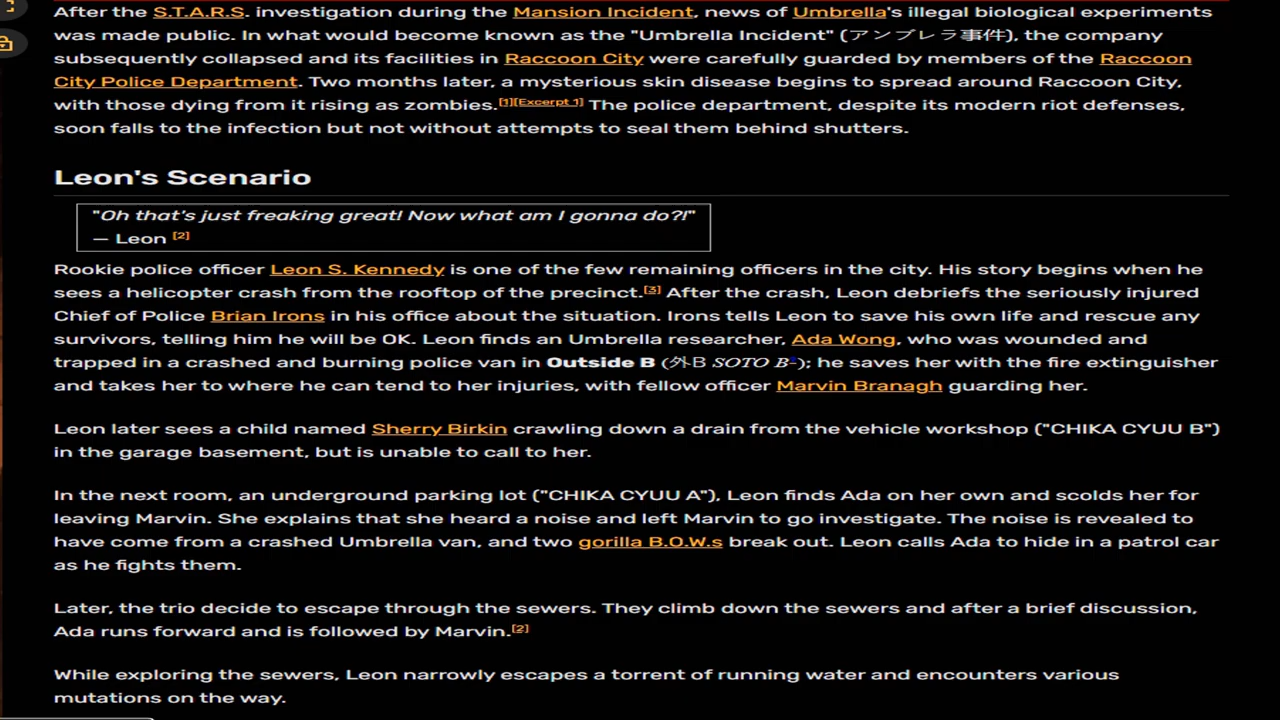 After the S.T.A.R.S. investigation during the Mansion Incident, news of Umbrella's illegal biological experiments
was made public. In what would become known as the "Umbrella Incident" (アンブレラ事件), the company
subsequently collapsed and its facilities in Raccoon City were carefully guarded by members of the Raccoon
City Police Department. Two months later, a mysterious skin disease begins to spread around Raccoon City,
with those dying from it rising as zombies.[1][Excerpt 1] The police department, despite its modern riot defenses,
soon falls to the infection but not without attempts to seal them behind shutters.
Leon's Scenario
"Oh that's just freaking great! Now what am I gonna do?!"
— Leon [2]
Rookie police officer Leon S. Kennedy is one of the few remaining officers in the city. His story begins when he
sees a helicopter crash from the rooftop of the precinct.[3] After the crash, Leon debriefs the seriously injured
Chief of Police Brian Irons in his office about the situation. Irons tells Leon to save his own life and rescue any
survivors, telling him he will be OK. Leon finds an Umbrella researcher, Ada Wong, who was wounded and
trapped in a crashed and burning police van in Outside B (外B SOTO B); he saves her with the fire extinguisher
and takes her to where he can tend to her injuries, with fellow officer Marvin Branagh guarding her.
Leon later sees a child named Sherry Birkin crawling down a drain from the vehicle workshop ("CHIKA CYUU B")
in the garage basement, but is unable to call to her.
In the next room, an underground parking lot ("CHIKA CYUU A"), Leon finds Ada on her own and scolds her for
leaving Marvin. She explains that she heard a noise and left Marvin to go investigate. The noise is revealed to
have come from a crashed Umbrella van, and two gorilla B.O.W.s break out. Leon calls Ada to hide in a patrol car
as he fights them.
Later, the trio decide to escape through the sewers. They climb down the sewers and after a brief discussion,
Ada runs forward and is followed by Marvin.[2]
While exploring the sewers, Leon narrowly escapes a torrent of running water and encounters various
mutations on the way.